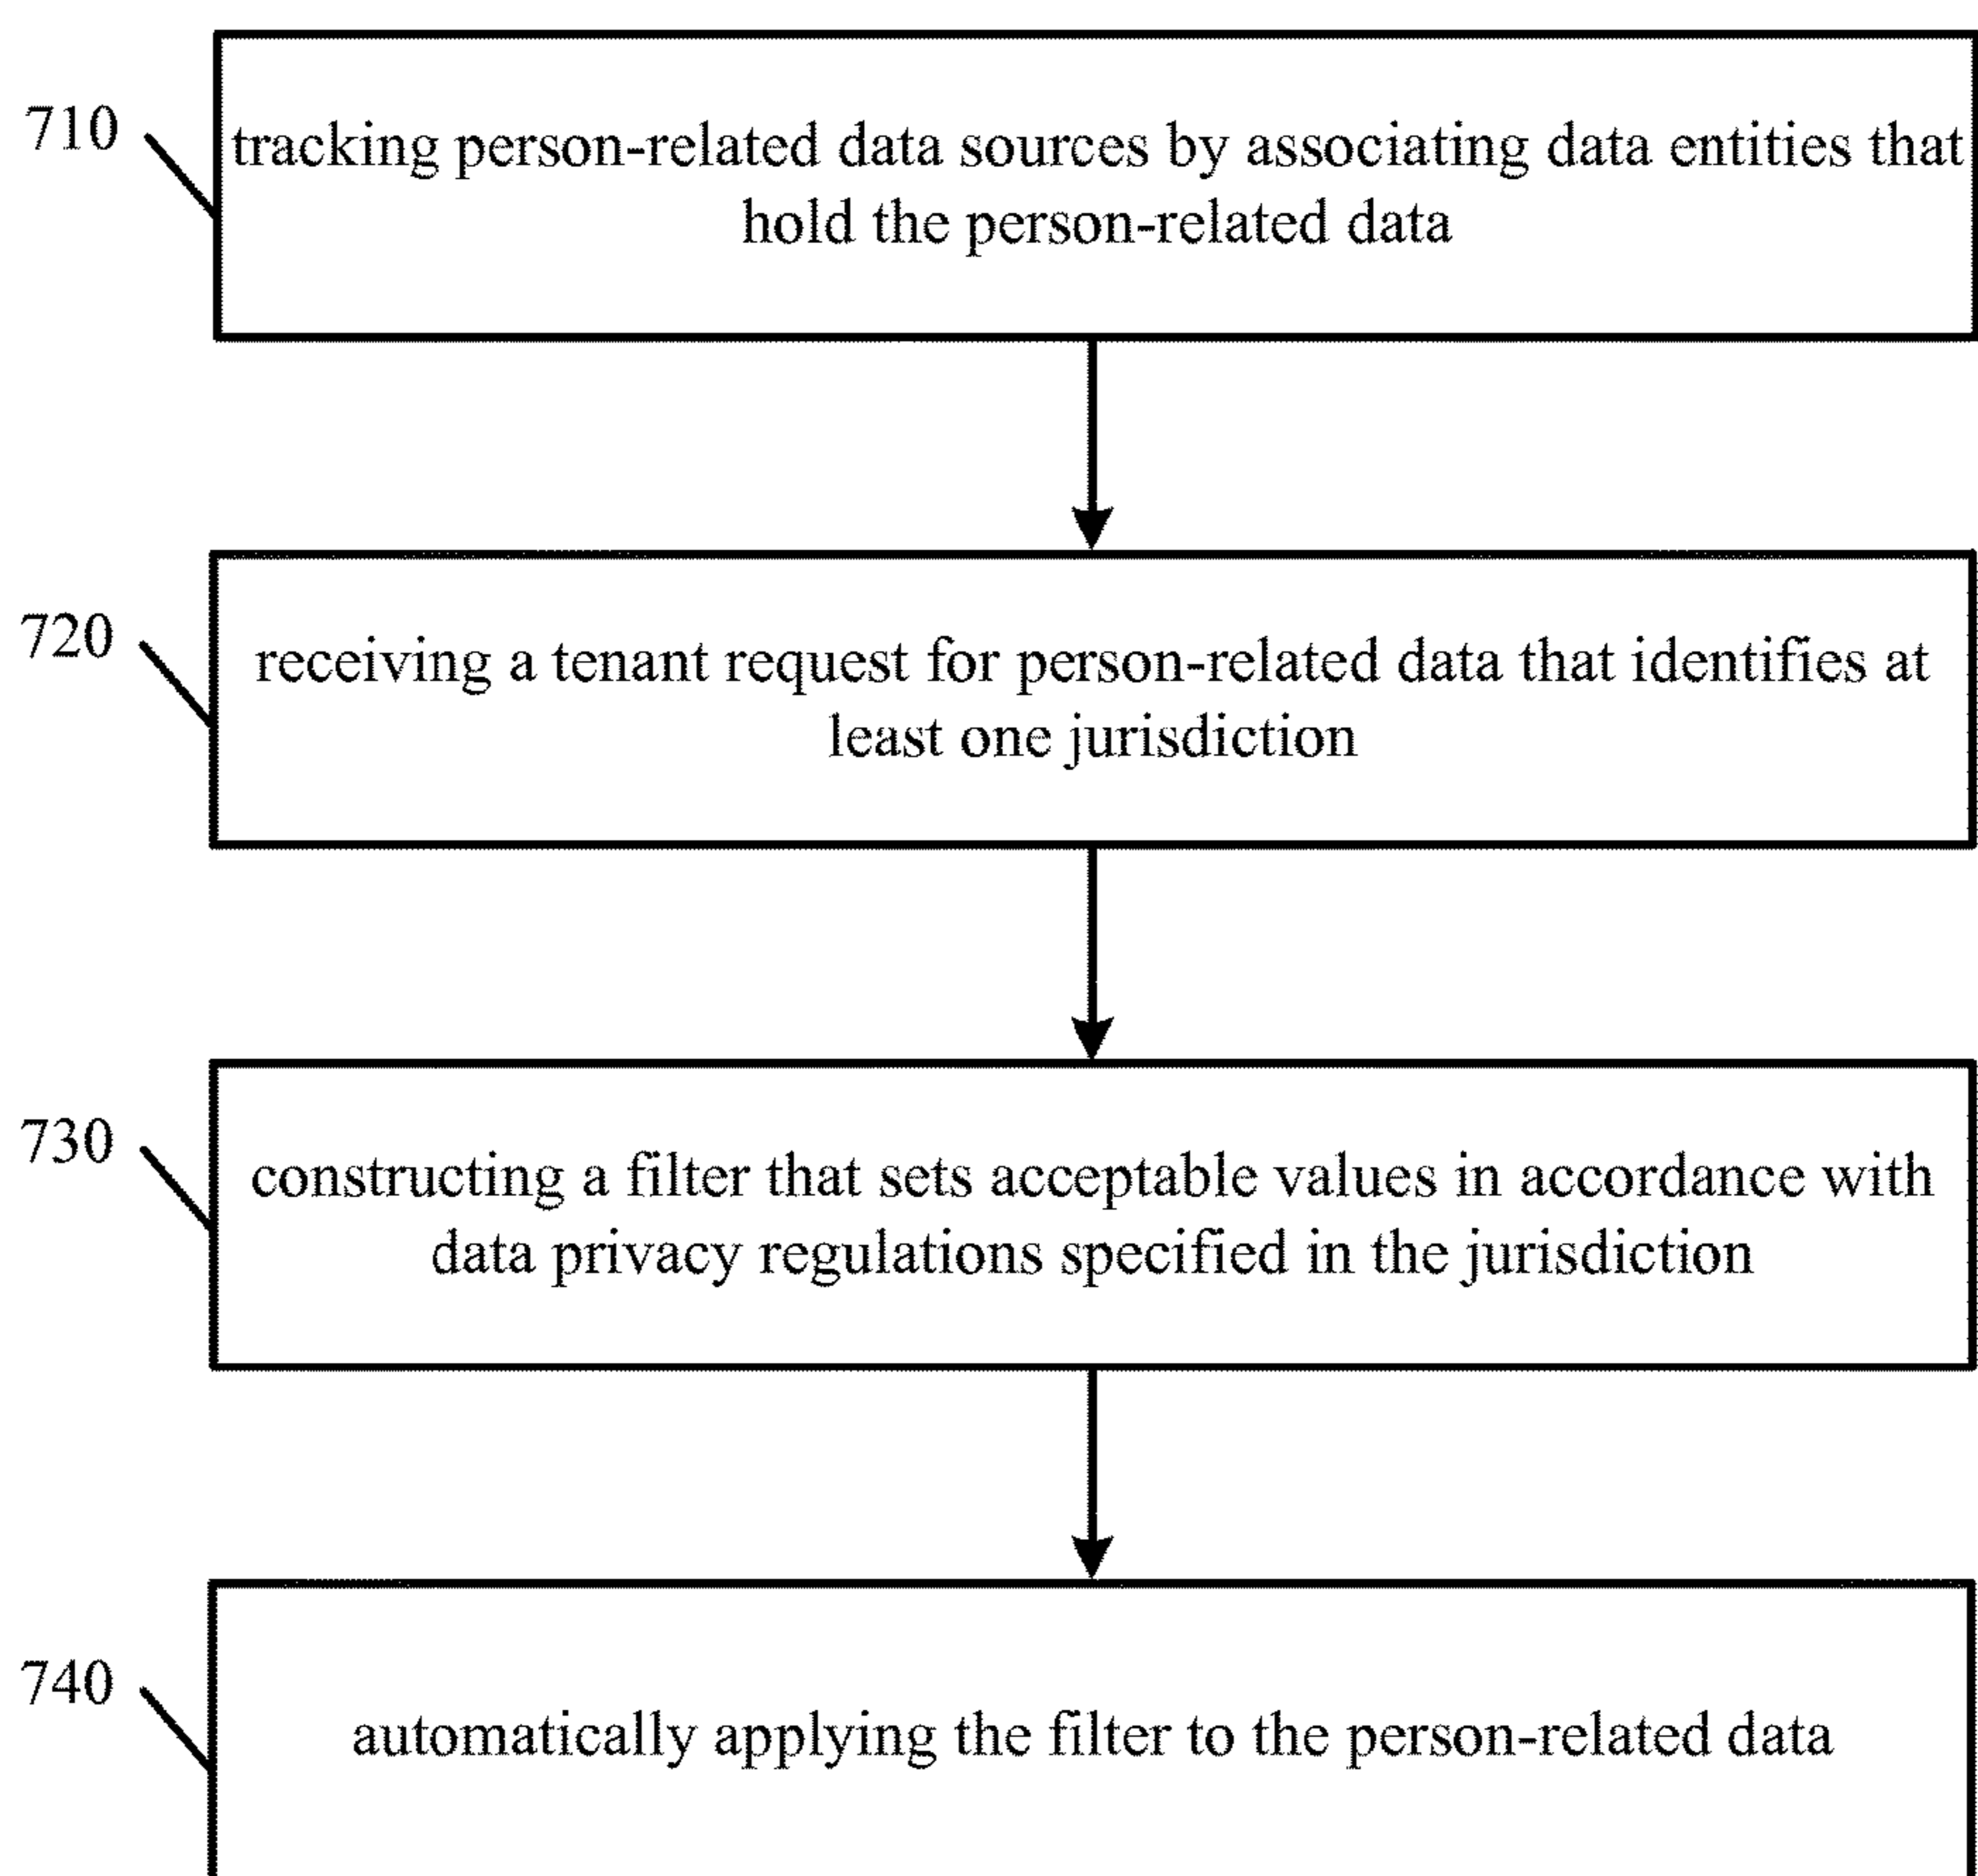 710
tracking person-related data sources by associating data entities that
hold the person-related data
720
receiving a tenant request for person-related data that identifies at
least one jurisdiction
730
constructing a filter that sets acceptable values in accordance with
data privacy regulations specified in the jurisdiction
740
automatically applying the filter to the person-related data